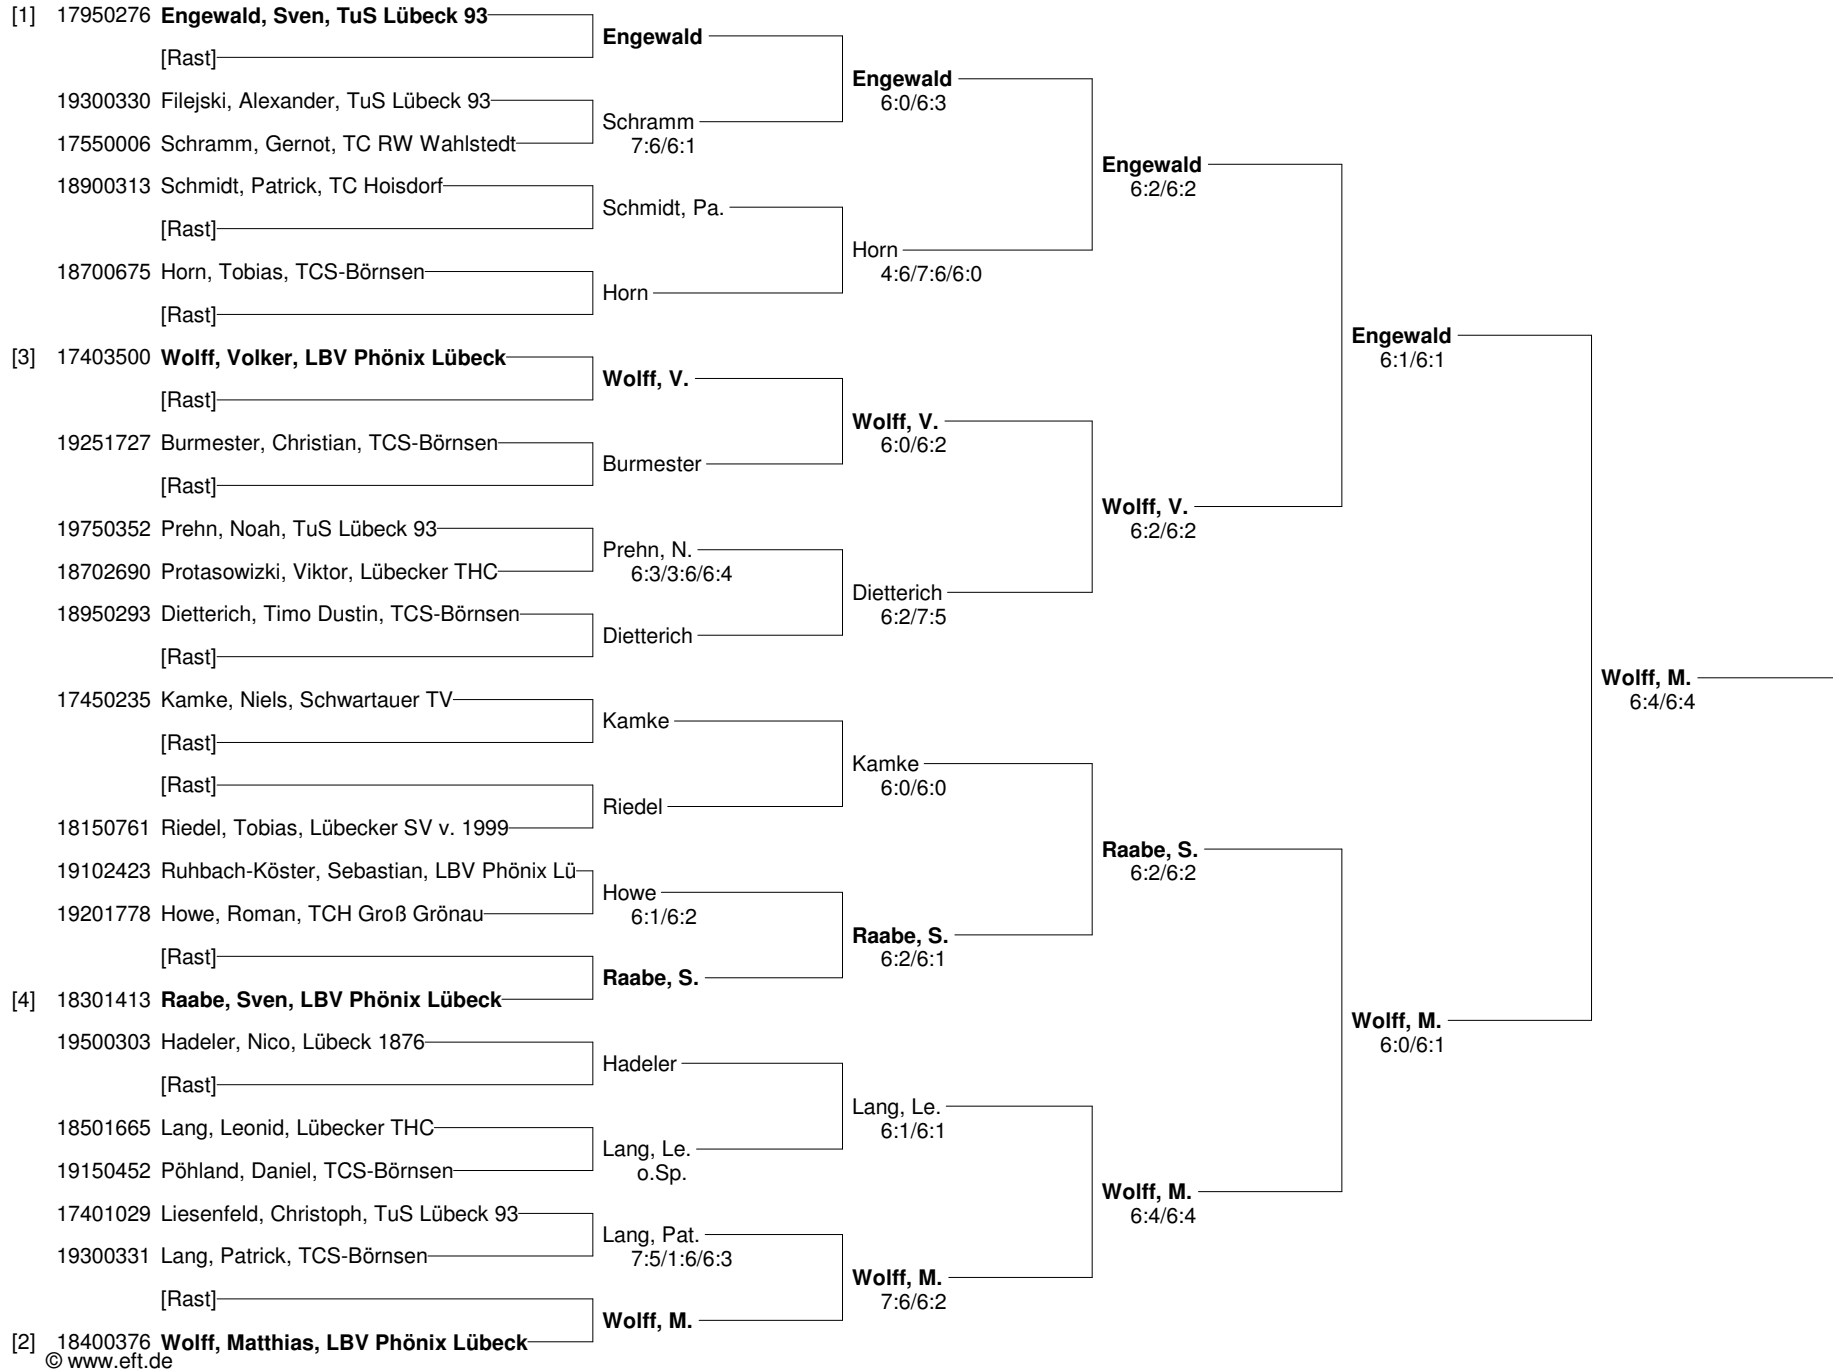 [1] 17950276 Engewald, Sven, TuS Lübeck 93
[Rast]
19300330 Filejski, Alexander, TuS Lübeck 93
17550006 Schramm, Gernot, TC RW Wahlstedt
18900313 Schmidt, Patrick, TC Hoisdorf
[Rast]
18700675 Horn, Tobias, TCS-Börnsen
[Rast]
[3] 17403500 Wolff, Volker, LBV Phönix Lübeck
[Rast]
19251727 Burmester, Christian, TCS-Börnsen
[Rast]
19750352 Prehn, Noah, TuS Lübeck 93
18702690 Protasowizki, Viktor, Lübecker THC
18950293 Dietterich, Timo Dustin, TCS-Börnsen
[Rast]
17450235 Kamke, Niels, Schwartauer TV
[Rast]
[Rast]
18150761 Riedel, Tobias, Lübecker SV v. 1999
19102423 Ruhbach-Köster, Sebastian, LBV Phönix Lü
19201778 Howe, Roman, TCH Groß Grönau
[Rast]
[4] 18301413 Raabe, Sven, LBV Phönix Lübeck
19500303 Hadeler, Nico, Lübeck 1876
[Rast]
18501665 Lang, Leonid, Lübecker THC
19150452 Pöhland, Daniel, TCS-Börnsen
17401029 Liesenfeld, Christoph, TuS Lübeck 93
19300331 Lang, Patrick, TCS-Börnsen
[Rast]
[2] 18400376 Wolff, Matthias, LBV Phönix Lübeck
© www.eft.de
Engewald
Schramm
7:6/6:1
Schmidt, Pa.
Horn
Wolff, V.
Burmester
Prehn, N.
6:3/3:6/6:4
Dietterich
Kamke
Riedel
Howe
6:1/6:2
Raabe, S.
Hadeler
Lang, Le.
o.Sp.
Lang, Pat.
7:5/1:6/6:3
Wolff, M.
Engewald
6:0/6:3
Horn
4:6/7:6/6:0
Wolff, V.
6:0/6:2
Dietterich
6:2/7:5
Kamke
6:0/6:0
Raabe, S.
6:2/6:1
Lang, Le.
6:1/6:1
Wolff, M.
7:6/6:2
Engewald
6:2/6:2
Wolff, V.
6:2/6:2
Raabe, S.
6:2/6:2
Wolff, M.
6:4/6:4
Engewald
6:1/6:1
Wolff, M.
6:0/6:1
Wolff, M.
6:4/6:4